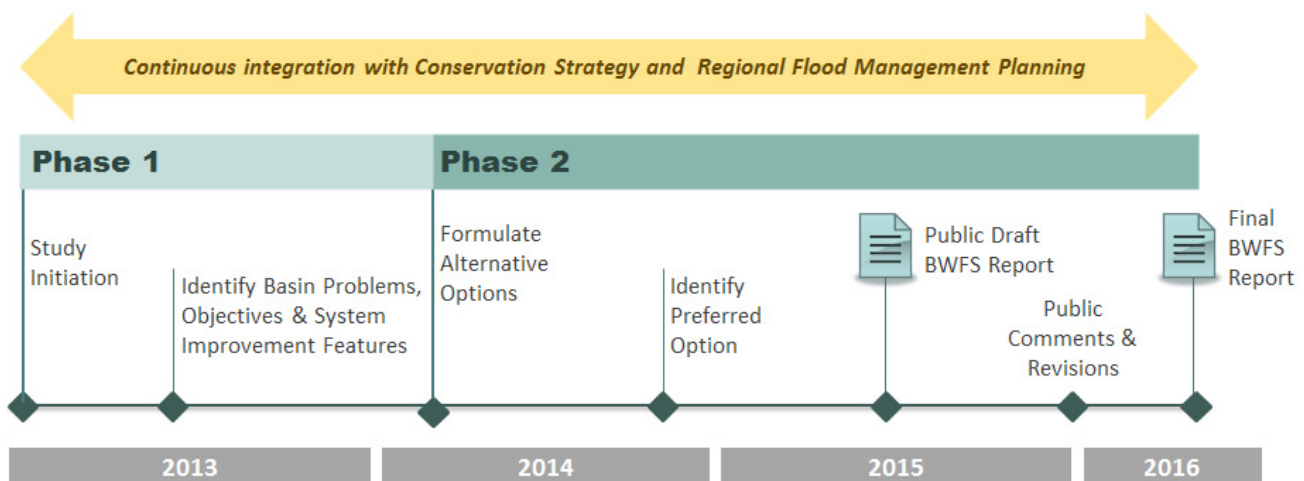 Continuous integration with Conservation Strategy and Regional Flood Management Planning
Phase 1
Phase 2
Study
Initiation
Identify Basin Problems,
Objectives & System
Improvement Features
Formulate
Alternative
Options
Identify
Preferred
Option
Public Draft
BWFS Report
Public
Comments &
Revisions
Final
BWFS
Report
2013
2014
2015
2016